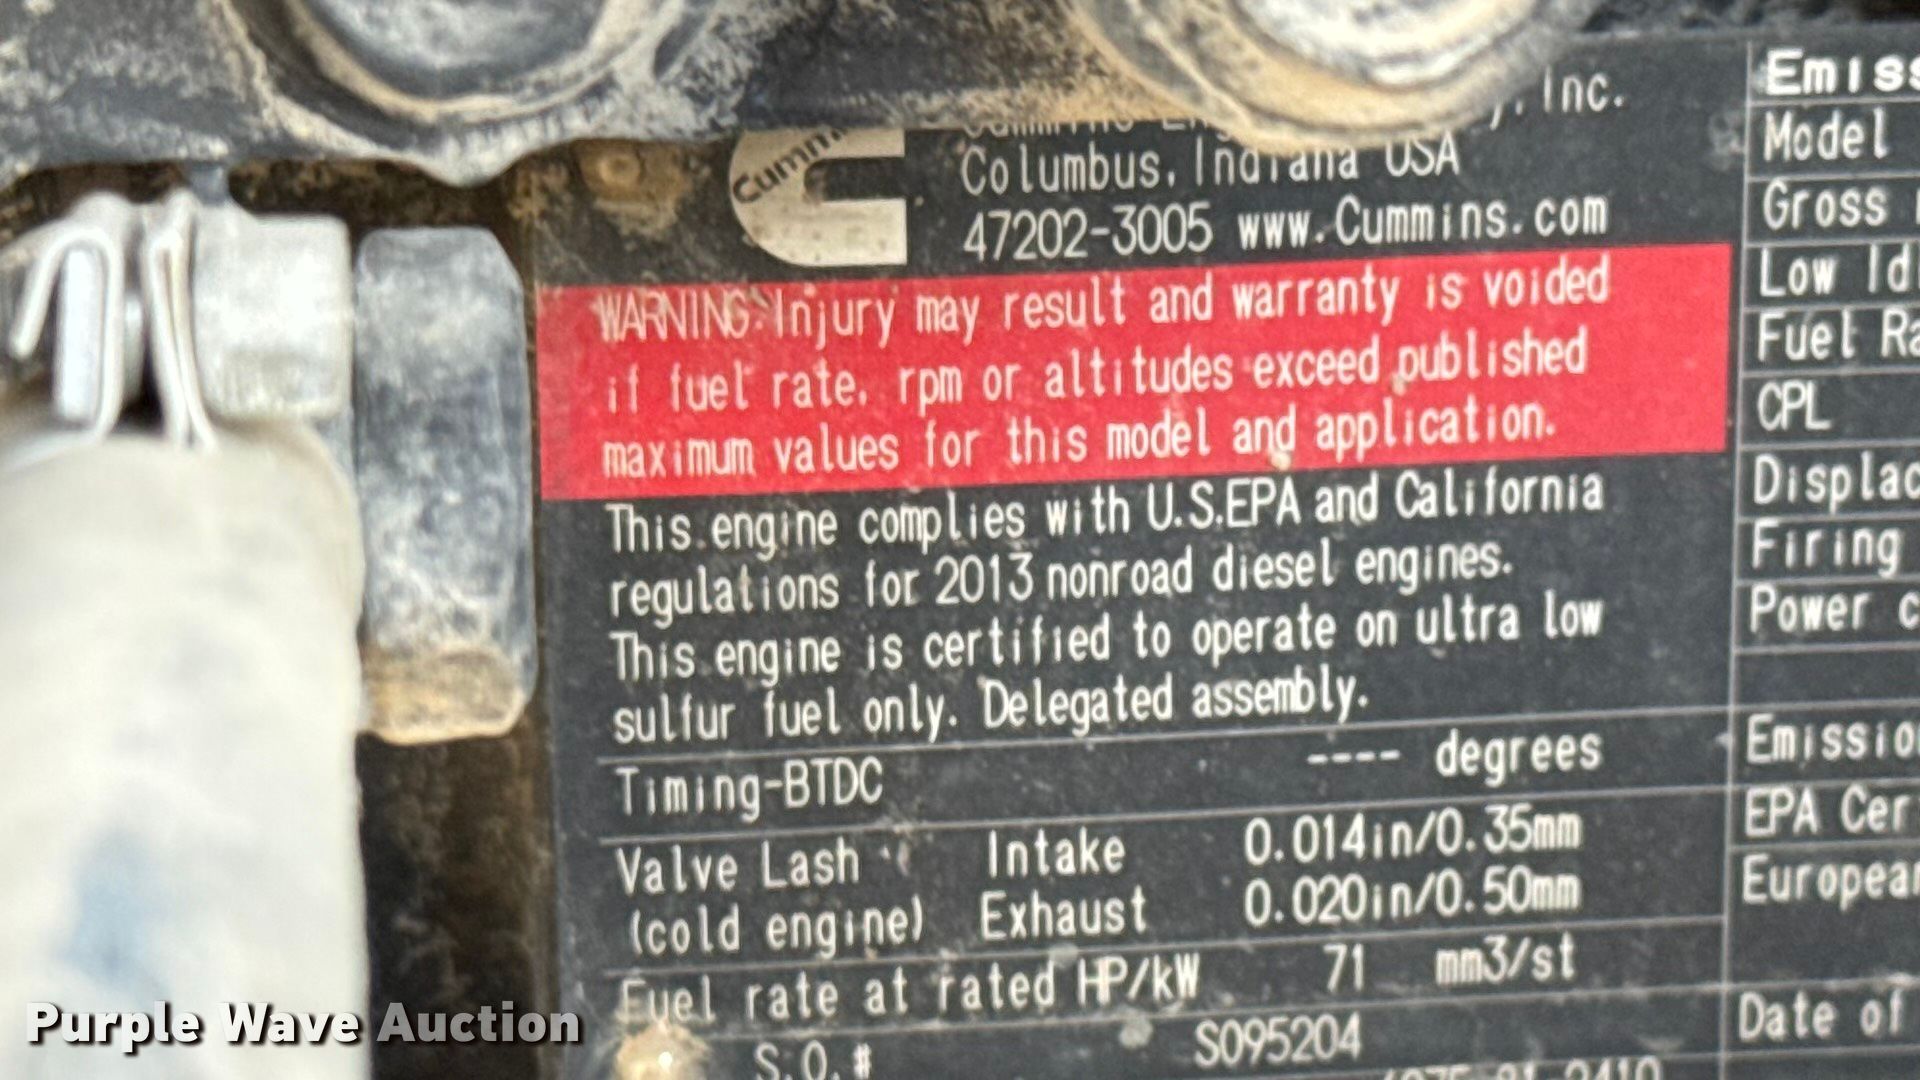 Inc.
Cummins
Columbus, Indiana USA
47202-3005 www.Cummins.com
WARNING: Injury may result and warranty is voided
if fuel rate, rpm or altitudes exceed published
maximum values for this model and application.
This engine complies with U.S.EPA and California
regulations for 2013 nonroad diesel engines.
This engine is certified to operate on ultra low
sulfur fuel only. Delegated assembly.
Timing-BTDC ---- degrees
Valve Lash Intake 0.014in/0.35mm
(cold engine) Exhaust 0.020in/0.50mm
Fuel rate at rated HP/kW 71 mm3/st
S.O.# S095204
Emiss
Model
Gross
Low Idl
Fuel Ra
CPL
Displac
Firing
Power c
Emission
EPA Cer
European
Date of
Purple Wave Auction